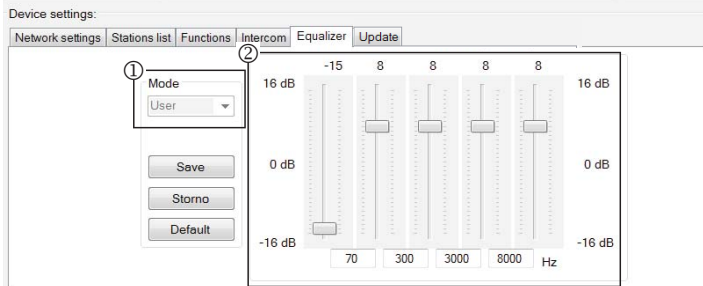 Device settings:
Network settings Stations list Functions Intercom Equalizer Update
① ②
Mode
User
Save
Storno
Default
-15 8 8 8 8
16 dB 16 dB
0 dB 0 dB
-16 dB -16 dB
70 300 3000 8000 Hz